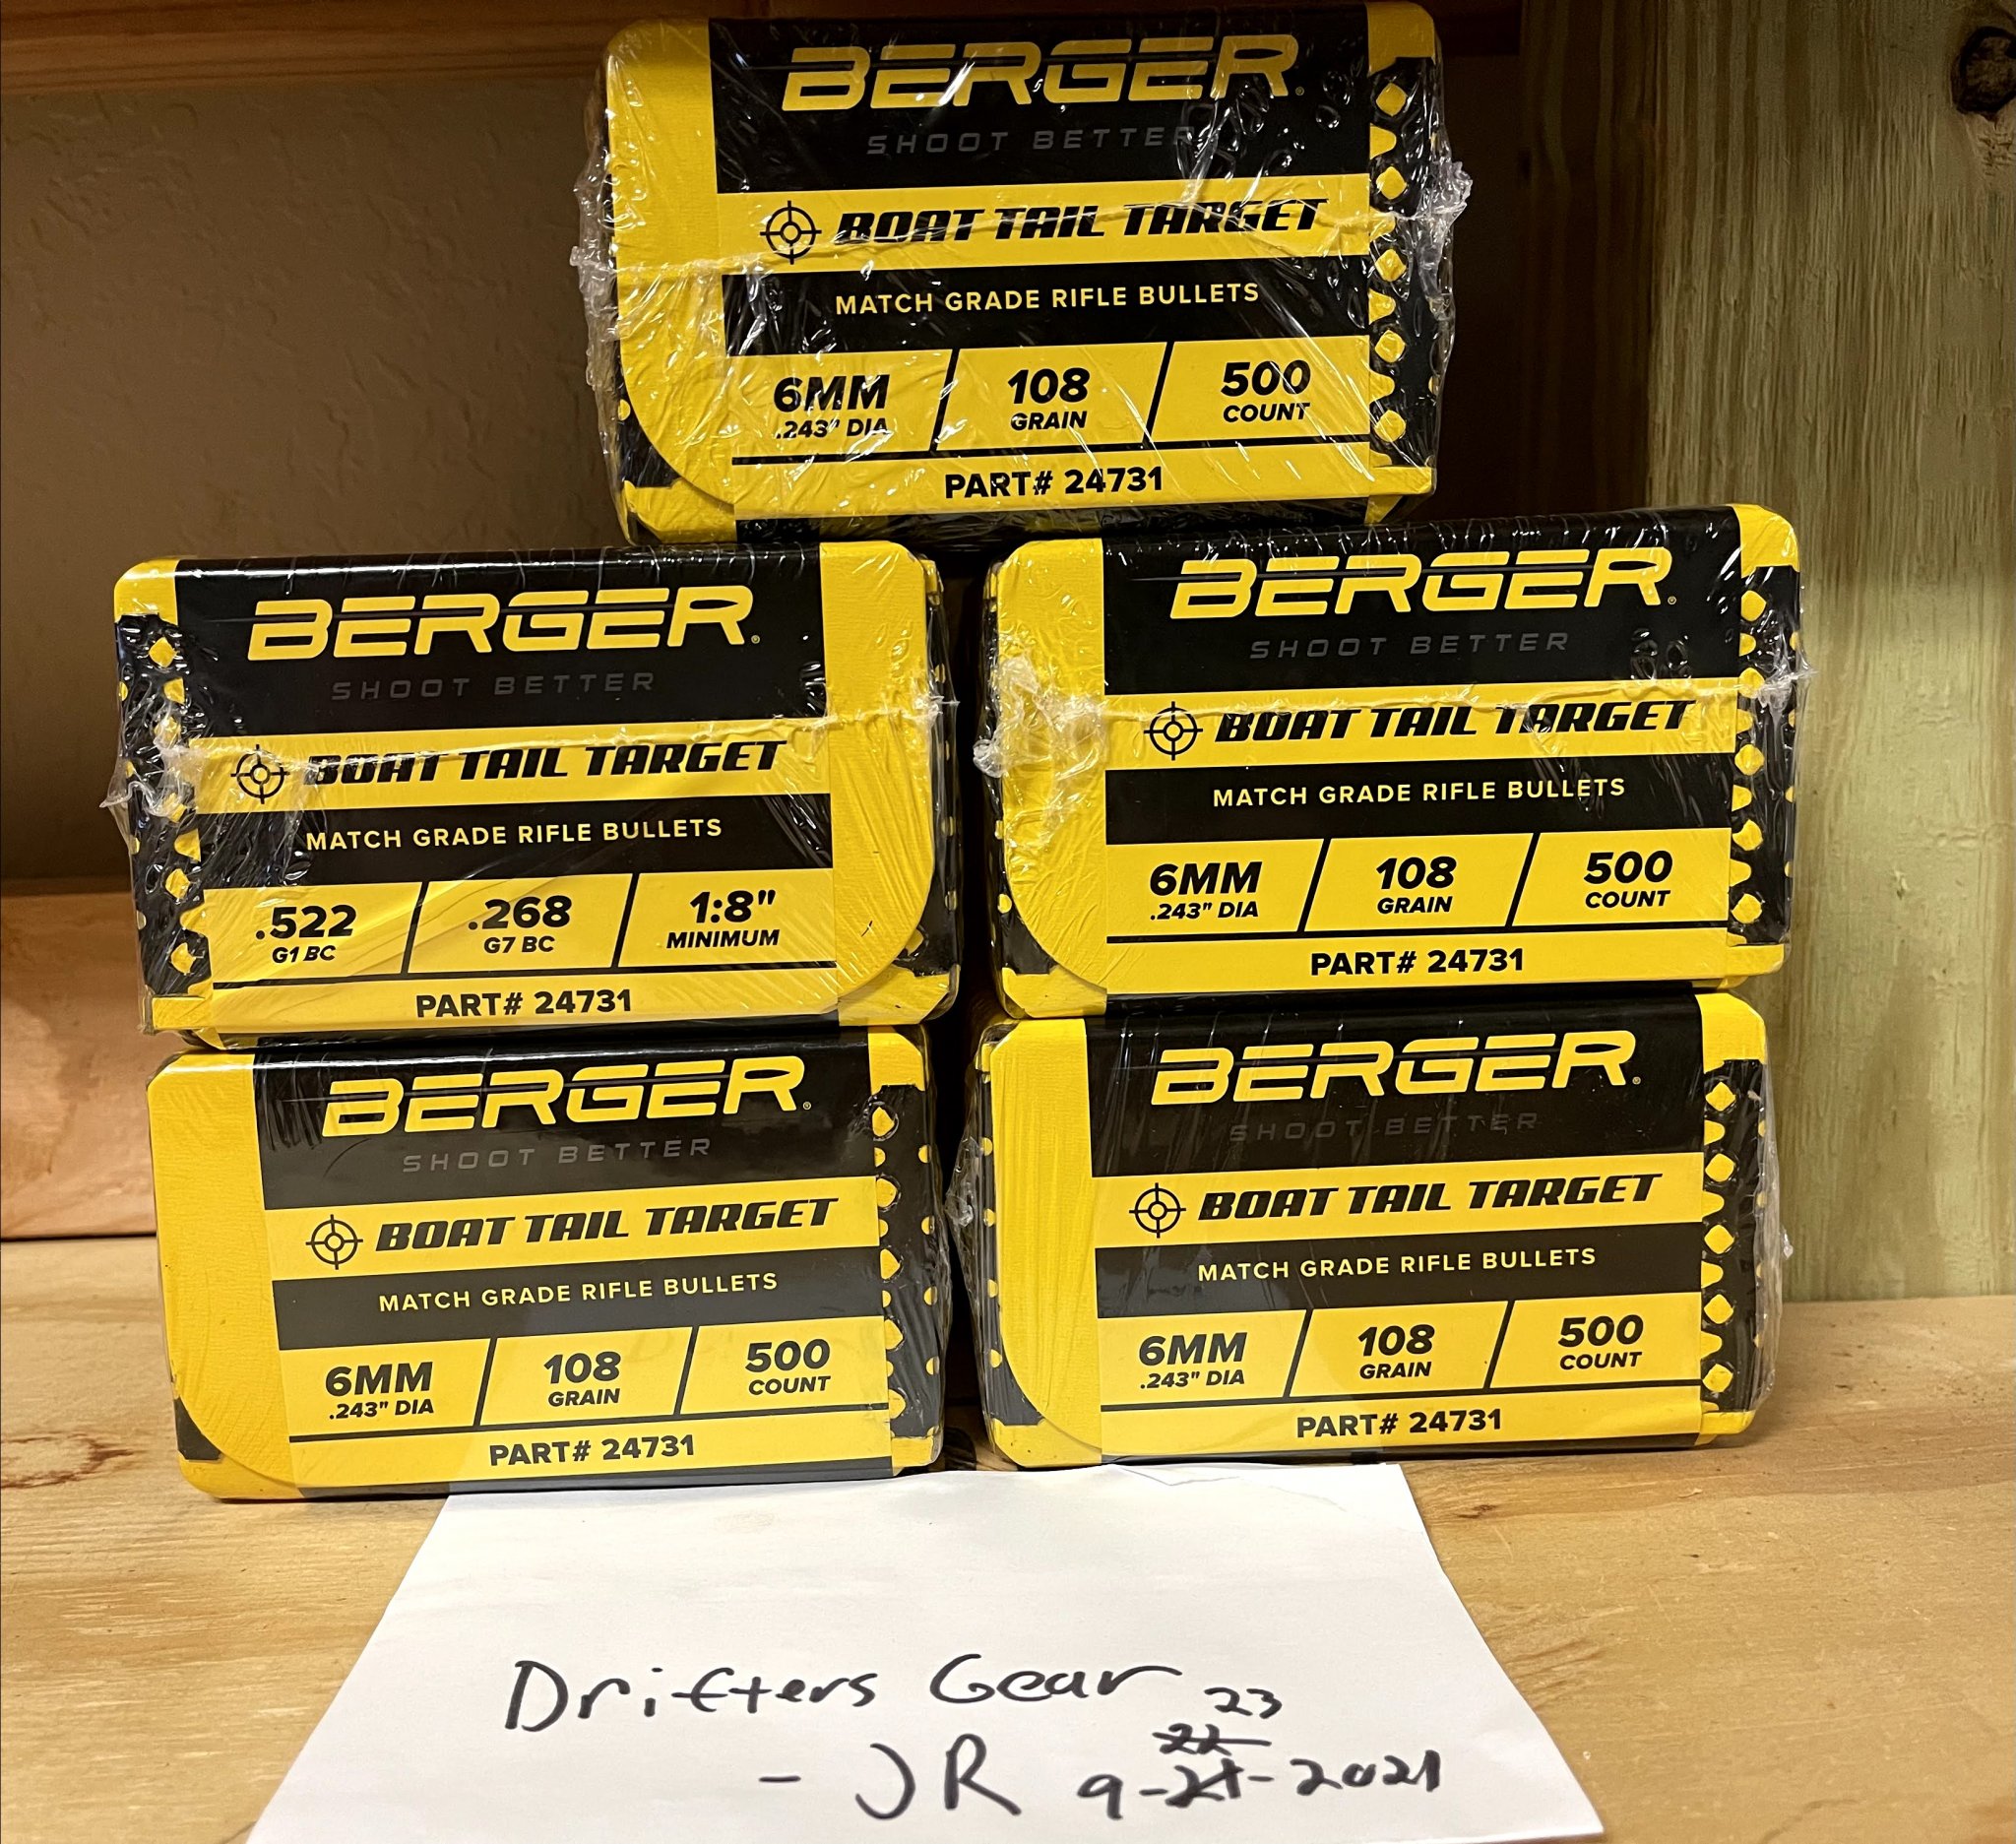 BERGER®
SHOOT BETTER
BOAT TAIL TARGET
MATCH GRADE RIFLE BULLETS
6MM 108 500
.243" DIA GRAIN COUNT
PART# 24731
BERGER®
SHOOT BETTER
BOAT TAIL TARGET
MATCH GRADE RIFLE BULLETS
.522 .268 1:8"
G1 BC G7 BC MINIMUM
PART# 24731
BERGER®
SHOOT BETTER
BOAT TAIL TARGET
MATCH GRADE RIFLE BULLETS
6MM 108 500
.243" DIA GRAIN COUNT
PART# 24731
BERGER®
SHOOT BETTER
BOAT TAIL TARGET
MATCH GRADE RIFLE BULLETS
6MM 108 500
.243" DIA GRAIN COUNT
PART# 24731
BERGER®
SHOOT BETTER
BOAT TAIL TARGET
MATCH GRADE RIFLE BULLETS
6MM 108 500
.243" DIA GRAIN COUNT
PART# 24731
Drifters Gear
23
22
- JR 9-21-2021